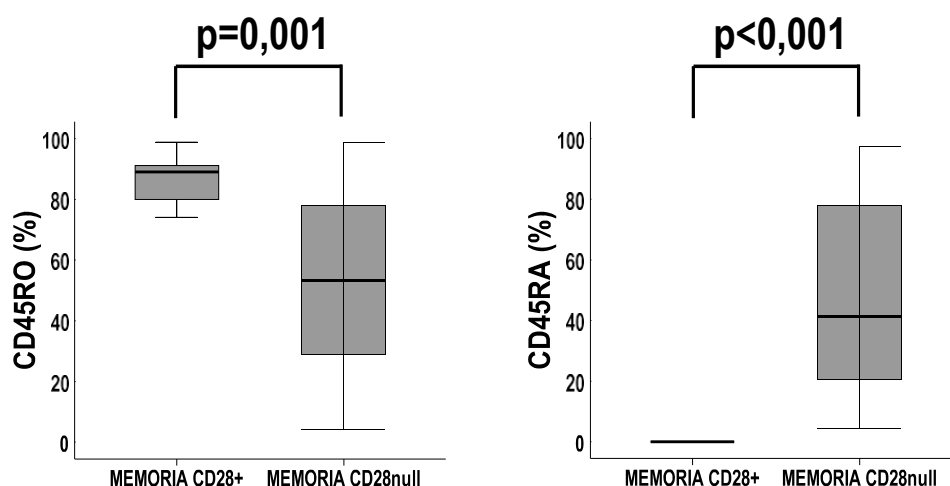 p=0,001
CD45RO (%)
100
80
60
40
20
0
MEMORIA CD28+ MEMORIA CD28null
p<0,001
CD45RA (%)
100
80
60
40
20
0
MEMORIA CD28+ MEMORIA CD28null